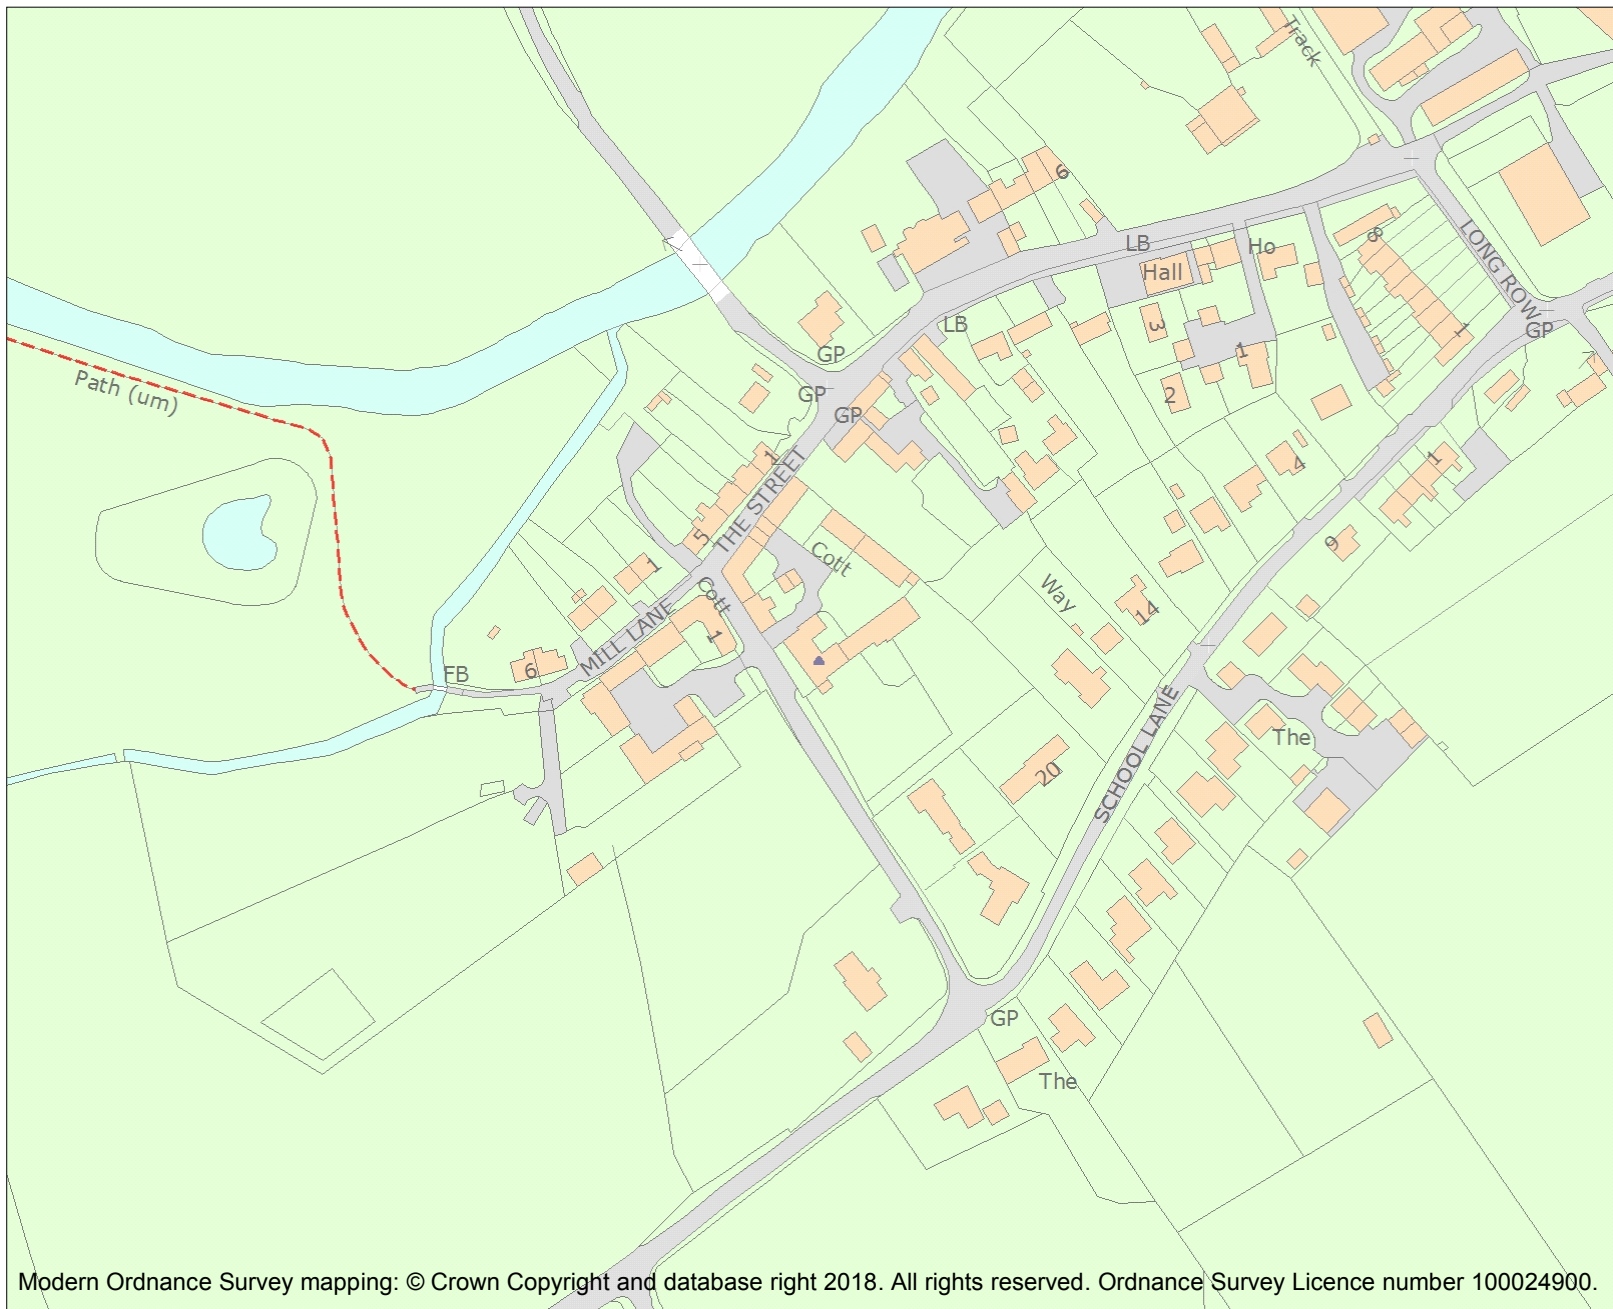 Track
6
LB
Ho
Hall
8
LONG ROW
3
LB
1
GP
GP
1
GP
Path (um)
GP
2
1
THE STREET
4
1
5
9
Cott
1
Cott
Way
14
MILL LANE
1
FB
6
SCHOOL LANE
The
20
GP
The
Modern Ordnance Survey mapping: © Crown Copyright and database right 2018. All rights reserved. Ordnance Survey Licence number 100024900.